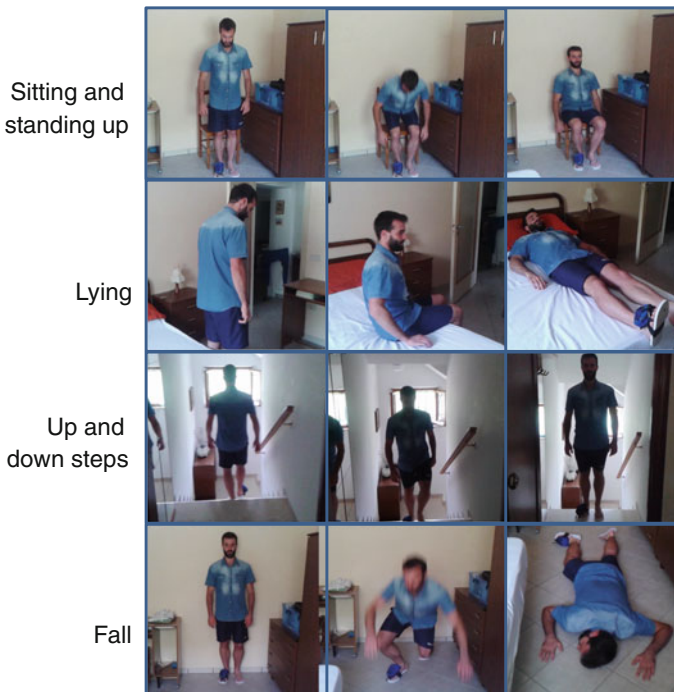 Sitting and
standing up
Lying
Up and
down steps
Fall